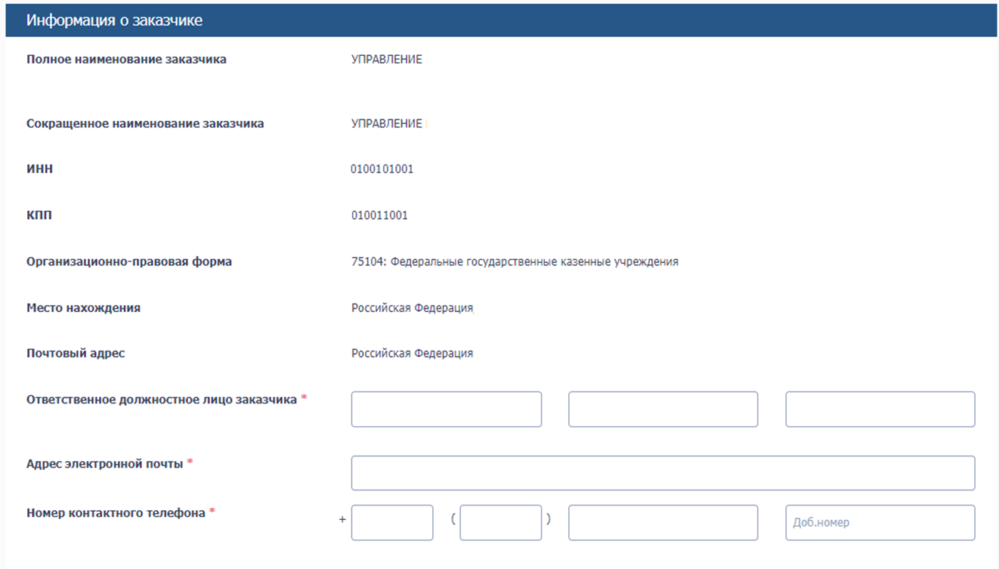 Информация о заказчике
Полное наименование заказчика УПРАВЛЕНИЕ
Сокращенное наименование заказчика УПРАВЛЕНИЕ
ИНН 0100101001
КПП 010011001
Организационно-правовая форма 75104: Федеральные государственные казенные учреждения
Место нахождения Российская Федерация,
Почтовый адрес Российская Федерация
Ответственное должностное лицо заказчика *
Адрес электронной почты *
Номер контактного телефона * + ( ) Доб.номер